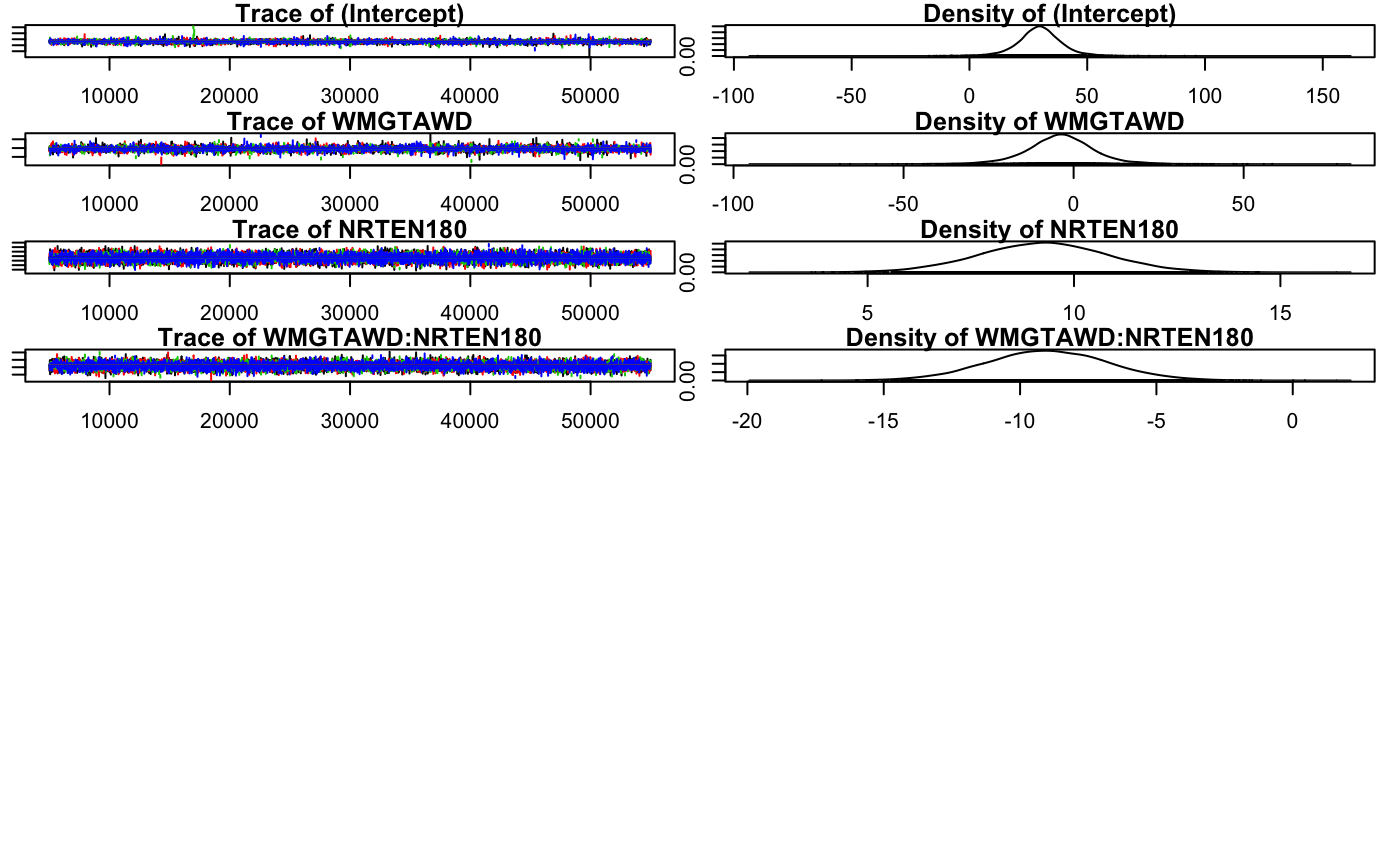 Trace of (Intercept)
Density of (Intercept)
0.00
10000 20000 30000 40000 50000
-100 -50 0 50 100 150
Trace of WMGTAWD
Density of WMGTAWD
0.00
10000 20000 30000 40000 50000
-100 -50 0 50
Trace of NRTEN180
Density of NRTEN180
0.00
10000 20000 30000 40000 50000
5 10 15
Trace of WMGTAWD:NRTEN180
Density of WMGTAWD:NRTEN180
0.00
10000 20000 30000 40000 50000
-20 -15 -10 -5 0